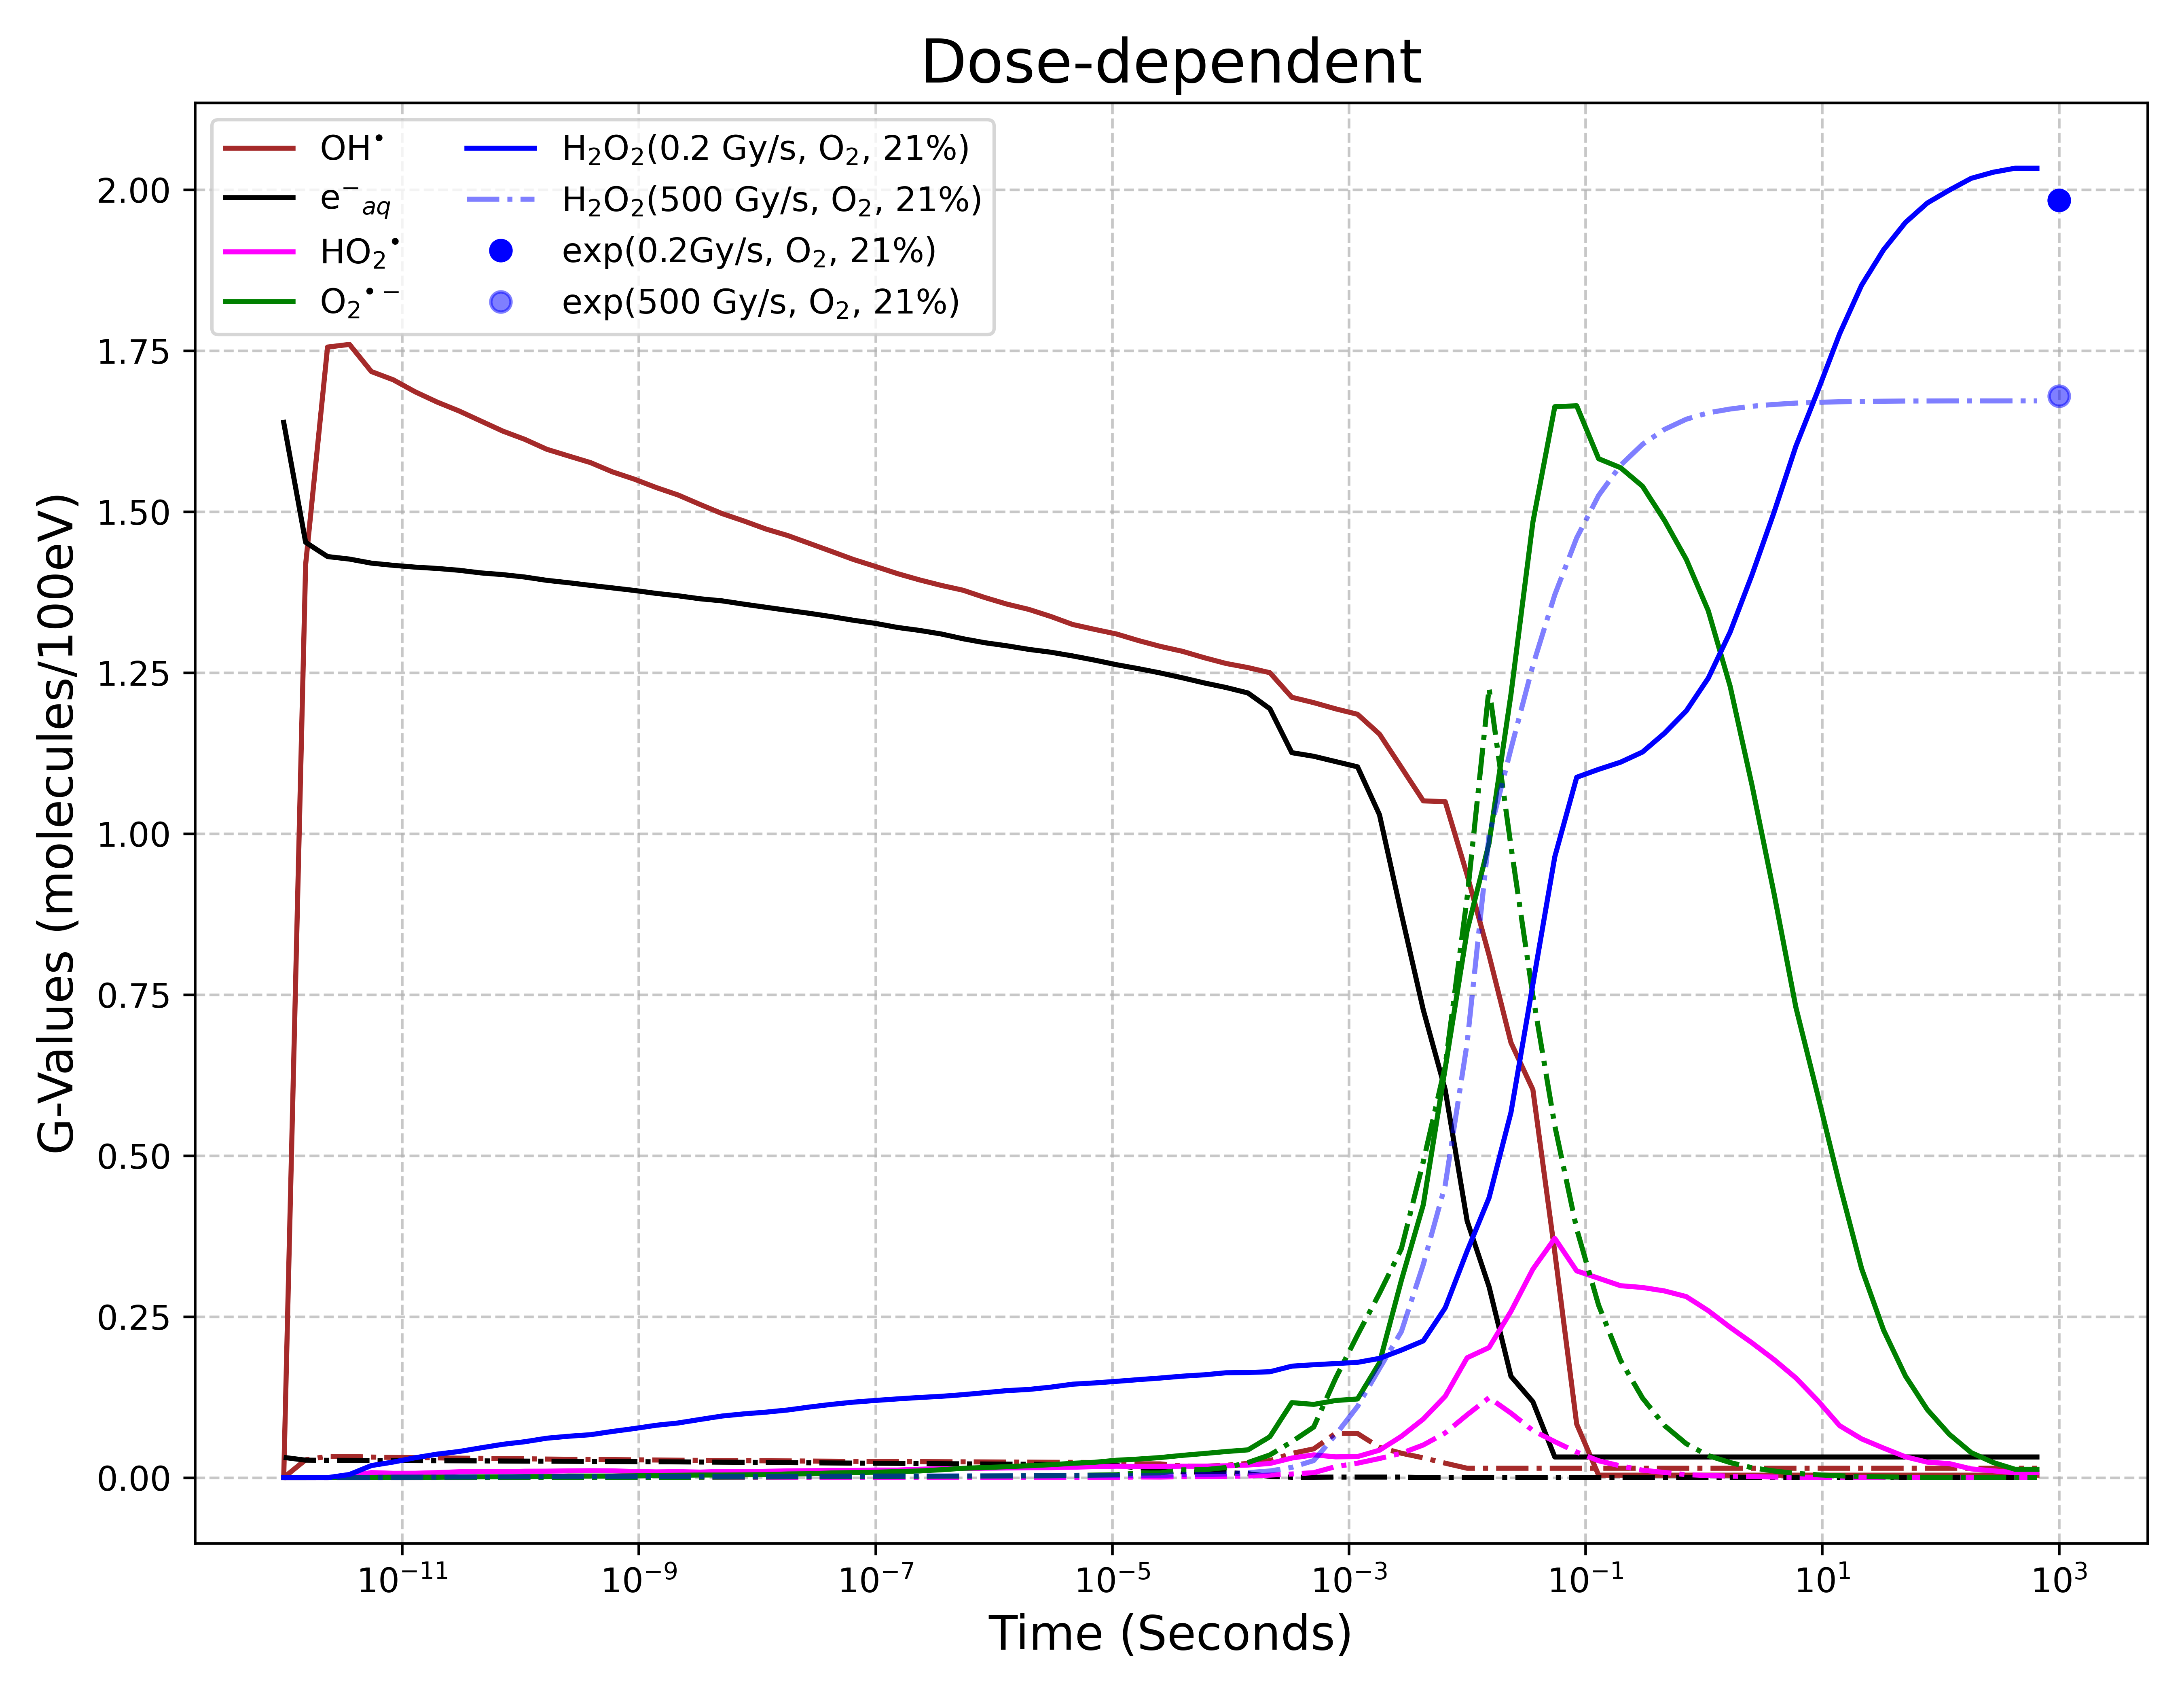 Dose-dependent
OH•
e⁻aq
HO₂•
O₂•−
H₂O₂(0.2 Gy/s, O₂, 21%)
H₂O₂(500 Gy/s, O₂, 21%)
exp(0.2Gy/s, O₂, 21%)
exp(500 Gy/s, O₂, 21%)
G-Values (molecules/100eV)
2.00
1.75
1.50
1.25
1.00
0.75
0.50
0.25
0.00
10⁻¹¹ 10⁻⁹ 10⁻⁷ 10⁻⁵ 10⁻³ 10⁻¹ 10¹ 10³
Time (Seconds)